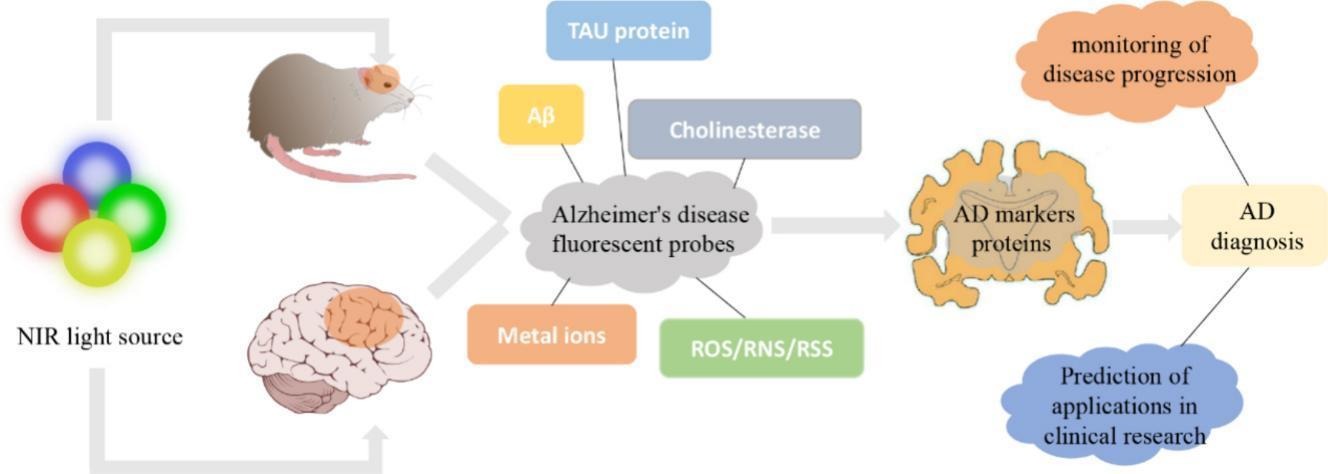 NIR light source
TAU protein
Aβ
Cholinesterase
Alzheimer's disease
fluorescent probes
Metal ions
ROS/RNS/RSS
AD markers
proteins
monitoring of
disease progression
AD
diagnosis
Prediction of
applications in
clinical research